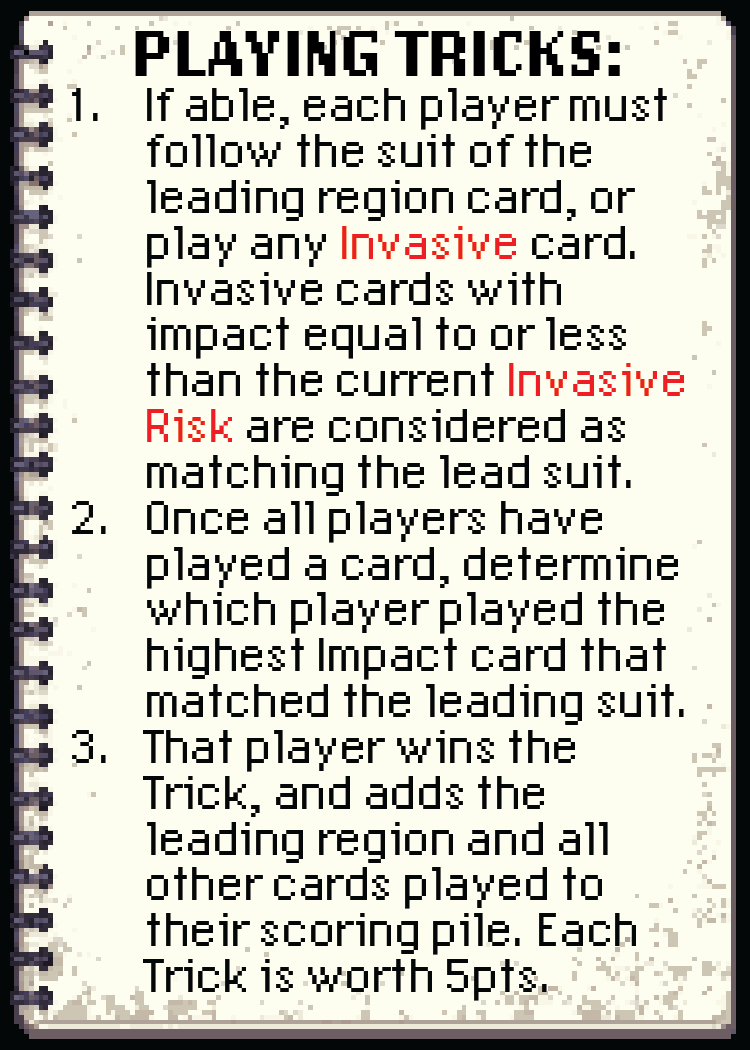 PLAYING TRICKS:
1. If able, each player must
follow the suit of the
leading region card, or
play any Invasive card.
Invasive cards with
impact equal to or less
than the current Invasive
Risk are considered as
matching the lead suit.
2. Once all players have
played a card, determine
which player played the
highest Impact card that
matched the leading suit.
3. That player wins the
Trick, and adds the
leading region and all
other cards played to
their scoring pile. Each
Trick is worth 5pts.